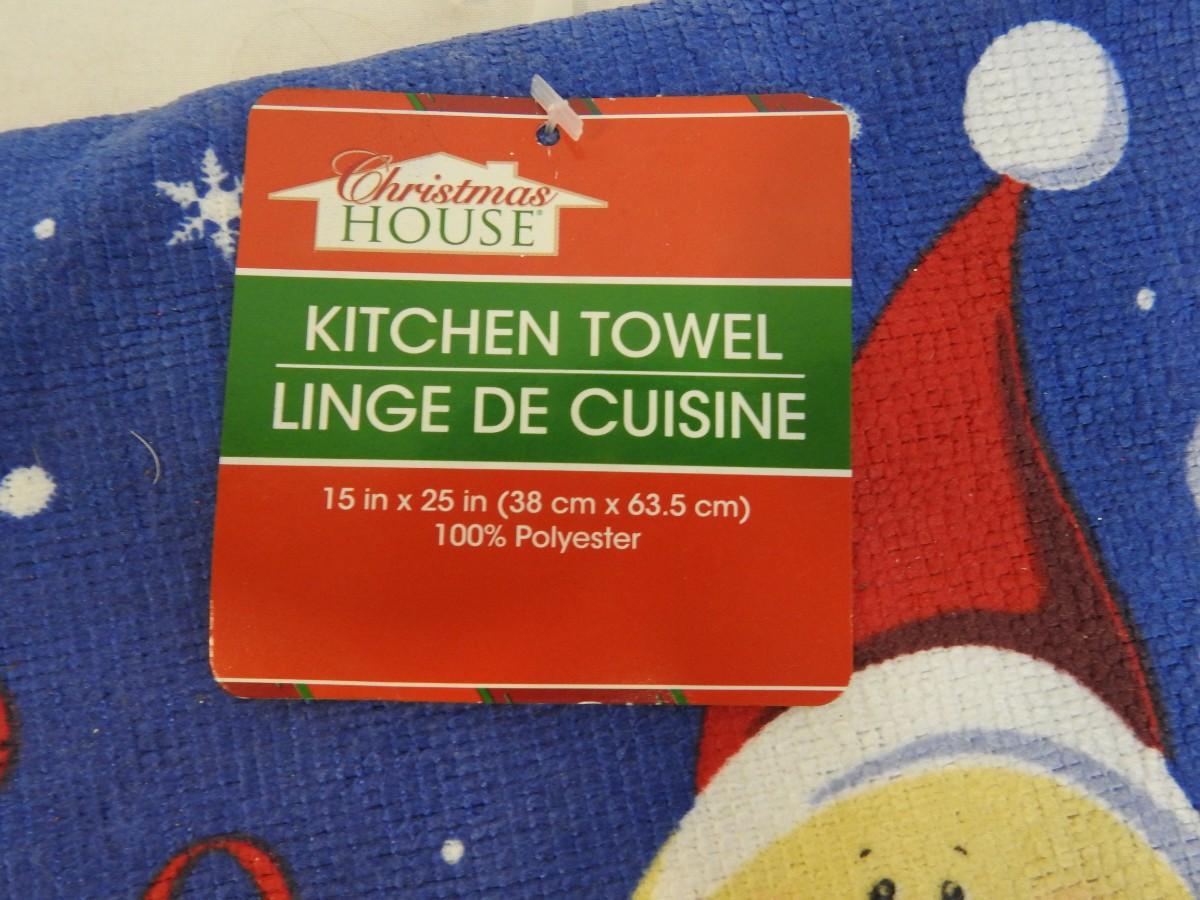 Christmas
HOUSE®
KITCHEN TOWEL
LINGE DE CUISINE
15 in x 25 in (38 cm x 63.5 cm)
100% Polyester